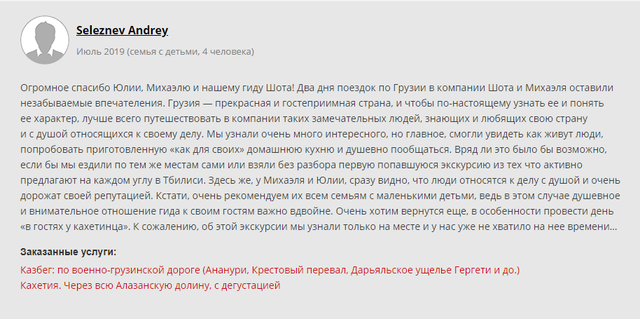 Seleznev Andrey
Июль 2019 (семья с детьми, 4 человека)
Огромное спасибо Юлии, Михаэлю и нашему гиду Шота! Два дня поездок по Грузии в компании Шота и Михаэля оставили
незабываемые впечателения. Грузия — прекрасная и гостеприимная страна, и чтобы по-настоящему узнать ее и понять
ее характер, лучше всего путешествовать в компании таких замечательных людей, знающих и любящих свою страну
и с душой относящихся к своему делу. Мы узнали очень много интересного, но главное, смогли увидеть как живут люди,
попробовать приготовленную «как для своих» домашнюю кухню и душевно пообщаться. Вряд ли это было бы возможно,
если бы мы ездили по тем же местам сами или взяли без разбора первую попавшуюся экскурсию из тех что активно
предлагают на каждом углу в Тбилиси. Здесь же, у Михаэля и Юлии, сразу видно, что люди относятся к делу с душой и очень
дорожат своей репутацией. Кстати, очень рекомендуем их всем семьям с маленькими детьми, ведь в этом случае душевное
и внимательное отношение гида к своим гостям важно вдвойне. Очень хотим вернутся еще, в особенности провести день
«в гостях у кахетинца». К сожалению, об этой экскурсии мы узнали только на месте и у нас уже не хватило на нее времени…
Заказанные услуги:
Казбег: по военно-грузинской дороге (Ананури, Крестовый перевал, Дарьяльское ущелье Гергети и до.)
Кахетия. Через всю Алазанскую долину, с дегустацией